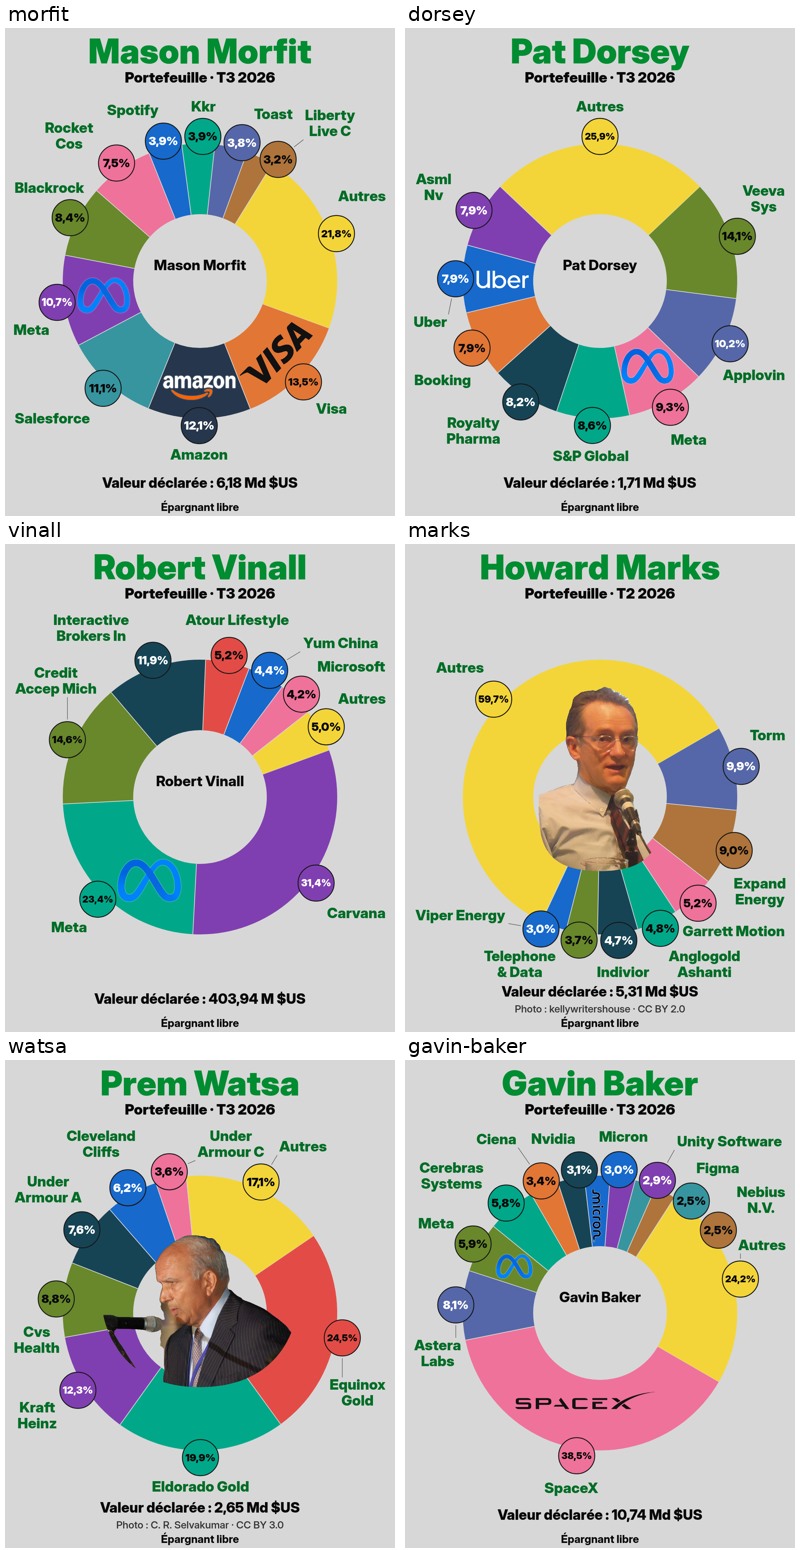 morfit
Mason Morfit
Portefeuille · T3 2026
Kkr
Spotify
Toast
Liberty
Live C
Rocket
Cos
3,9%
3,9%
3,8%
3,2%
7,5%
Blackrock
8,4%
Autres
21,8%
Mason Morfit
10,7%
Meta
VISA
13,5%
Visa
amazon
11,1%
Salesforce
12,1%
Amazon
Valeur déclarée : 6,18 Md $US
Épargnant libre
dorsey
Pat Dorsey
Portefeuille · T3 2026
Autres
25,9%
Asml
Nv
7,9%
Veeva
Sys
14,1%
Pat Dorsey
7,9%
Uber
Uber
10,2%
Applovin
7,9%
Booking
9,3%
Meta
8,2%
Royalty
Pharma
8,6%
S&P Global
Valeur déclarée : 1,71 Md $US
Épargnant libre
vinall
Robert Vinall
Portefeuille · T3 2026
Interactive
Brokers In
11,9%
Atour Lifestyle
5,2%
Yum China
4,4%
Microsoft
4,2%
Credit
Accep Mich
14,6%
Autres
5,0%
Robert Vinall
31,4%
Carvana
23,4%
Meta
Valeur déclarée : 403,94 M $US
Épargnant libre
marks
Howard Marks
Portefeuille · T2 2026
Autres
59,7%
Torm
9,9%
9,0%
Expand
Energy
5,2%
Garrett Motion
Viper Energy
3,0%
3,7%
4,7%
4,8%
Telephone
& Data
Indivior
Anglogold
Ashanti
Valeur déclarée : 5,31 Md $US
Photo : kellywritershouse · CC BY 2.0
Épargnant libre
watsa
Prem Watsa
Portefeuille · T3 2026
Cleveland
Cliffs
6,2%
Under
Armour C
3,6%
Autres
17,1%
Under
Armour A
7,6%
8,8%
Cvs
Health
24,5%
Equinox
Gold
12,3%
Kraft
Heinz
19,9%
Eldorado Gold
Valeur déclarée : 2,65 Md $US
Photo : C. R. Selvakumar · CC BY 3.0
Épargnant libre
gavin-baker
Gavin Baker
Portefeuille · T3 2026
Ciena
Nvidia
Micron
Unity Software
3,4%
3,1%
3,0%
2,9%
Cerebras
Systems
5,8%
Figma
2,5%
Nebius
N.V.
2,5%
Meta
5,9%
micron
Autres
24,2%
Gavin Baker
8,1%
Astera
Labs
SPACEX
38,5%
SpaceX
Valeur déclarée : 10,74 Md $US
Épargnant libre